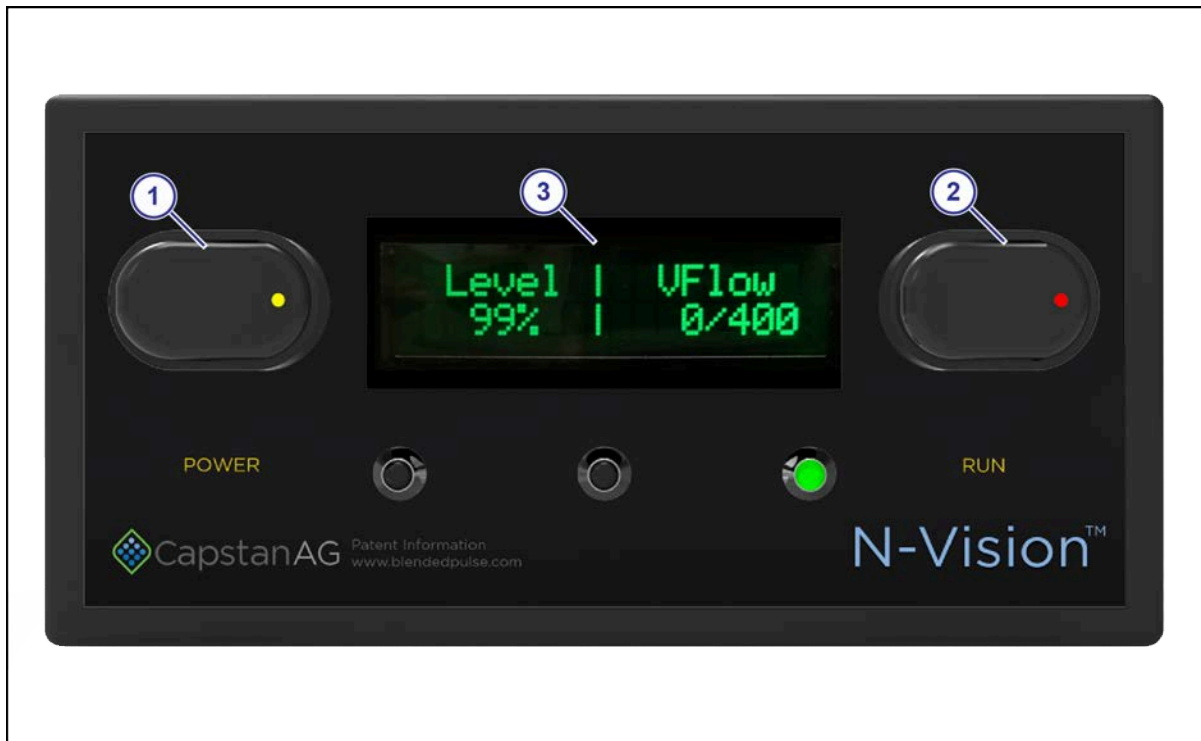 1
3
2
Level | VFlow
99% | 0/400
POWER
RUN
CapstanAG
Patent Information
www.blendedpulse.com
N-Vision™